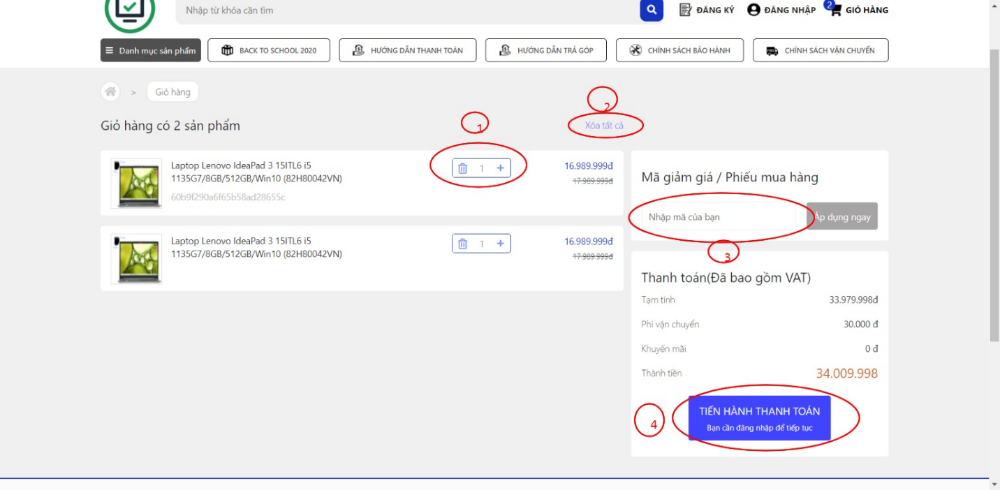 Nhập từ khóa cần tìm
ĐĂNG KÝ
ĐĂNG NHẬP
2
GIỎ HÀNG
Danh mục sản phẩm
BACK TO SCHOOL 2020
HƯỚNG DẪN THANH TOÁN
HƯỚNG DẪN TRẢ GÓP
CHÍNH SÁCH BẢO HÀNH
CHÍNH SÁCH VẬN CHUYỂN
> Giỏ hàng
Giỏ hàng có 2 sản phẩm
1
2
Xóa tất cả
Laptop Lenovo IdeaPad 3 15ITL6 i5
1135G7/8GB/512GB/Win10 (82H80042VN)
60b9f290a6f65b58ad28655c
1 +
16.989.999đ
17.989.999đ
Laptop Lenovo IdeaPad 3 15ITL6 i5
1135G7/8GB/512GB/Win10 (82H80042VN)
1 +
16.989.999đ
17.989.999đ
Mã giảm giá / Phiếu mua hàng
Nhập mã của bạn
Áp dụng ngay
3
Thanh toán(Đã bao gồm VAT)
Tạm tính 33.979.998đ
Phí vận chuyển 30.000 đ
Khuyến mãi 0 đ
Thành tiền 34.009.998
4
TIẾN HÀNH THANH TOÁN
Bạn cần đăng nhập để tiếp tục